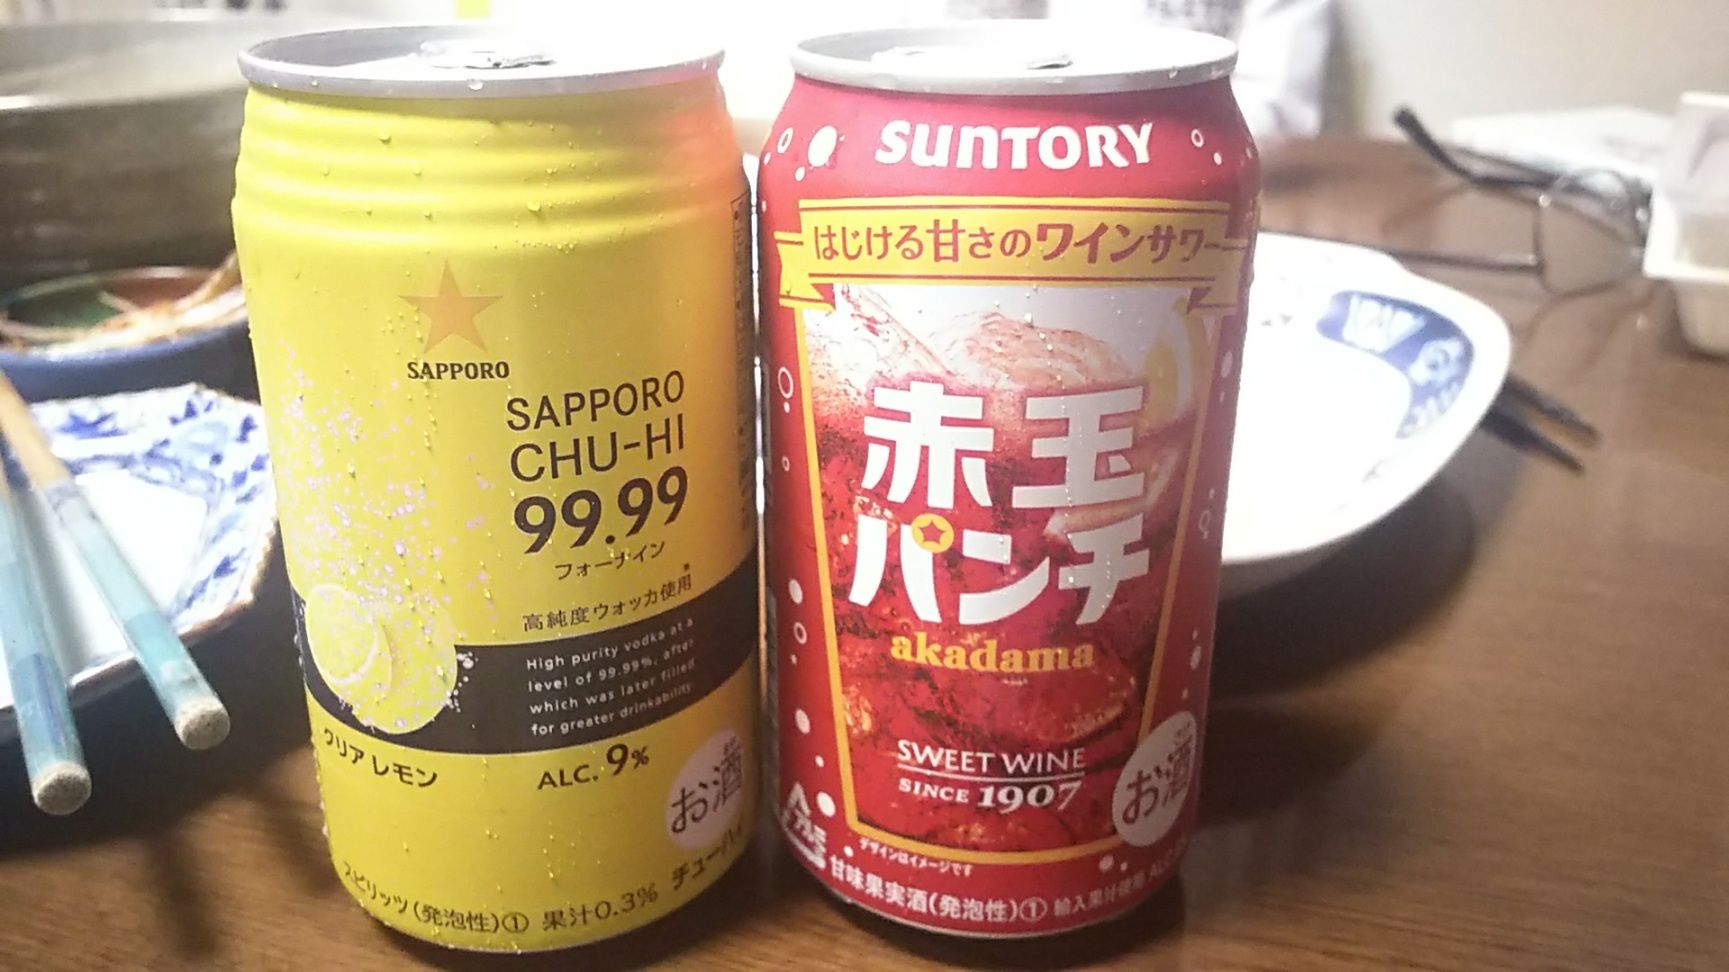 SAPPORO
SAPPORO
CHU-HI
99.99
フォーナイン
高純度ウォッカ使用※
High purity vodka at a
level of 99.99%, after
which was later filled
for greater drinkability.
クリアレモン
ALC. 9%
お酒
スピリッツ(発泡性)① 果汁0.3% チューハイ
SUNTORY
はじける甘さのワインサワー
赤玉
パンチ
akadama
SWEET WINE
SINCE 1907
お酒
デザインはイメージです
甘味果実酒(発泡性)① 輸入果汁使用